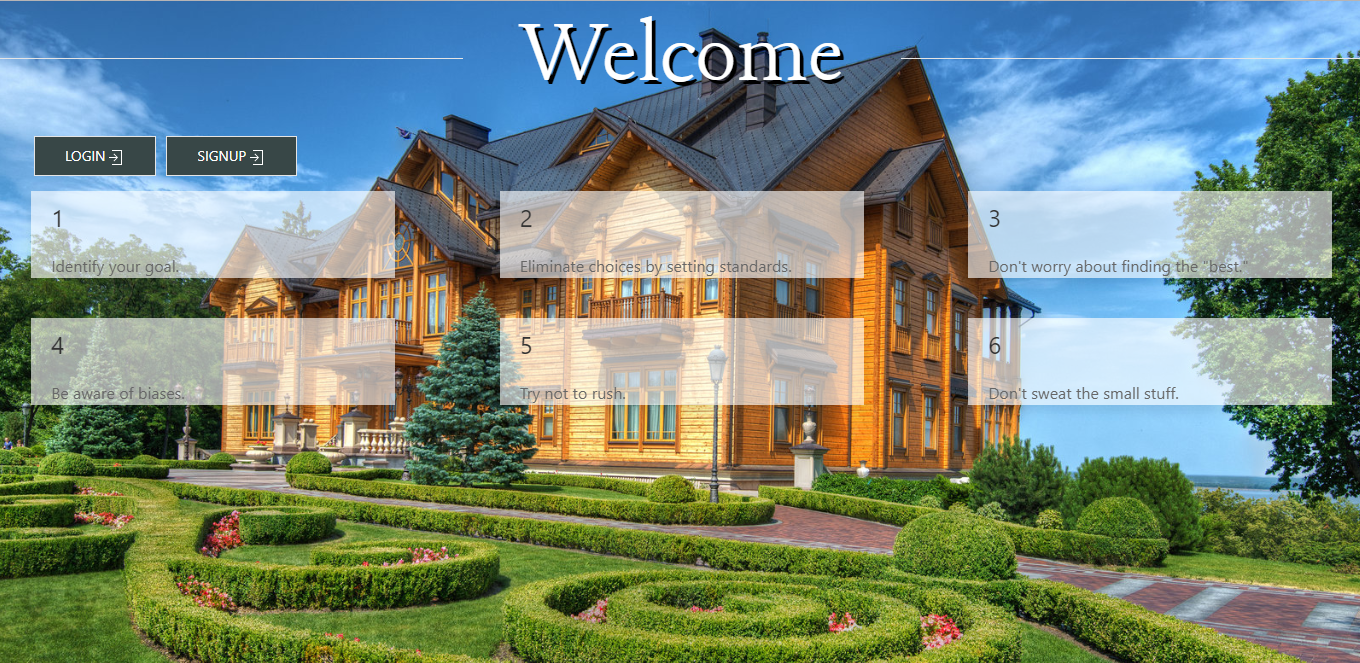 Welcome
LOGIN SIGNUP
1
Identify your goal.
2
Eliminate choices by setting standards.
3
Don't worry about finding the "best."
4
Be aware of biases.
5
Try not to rush.
6
Don't sweat the small stuff.